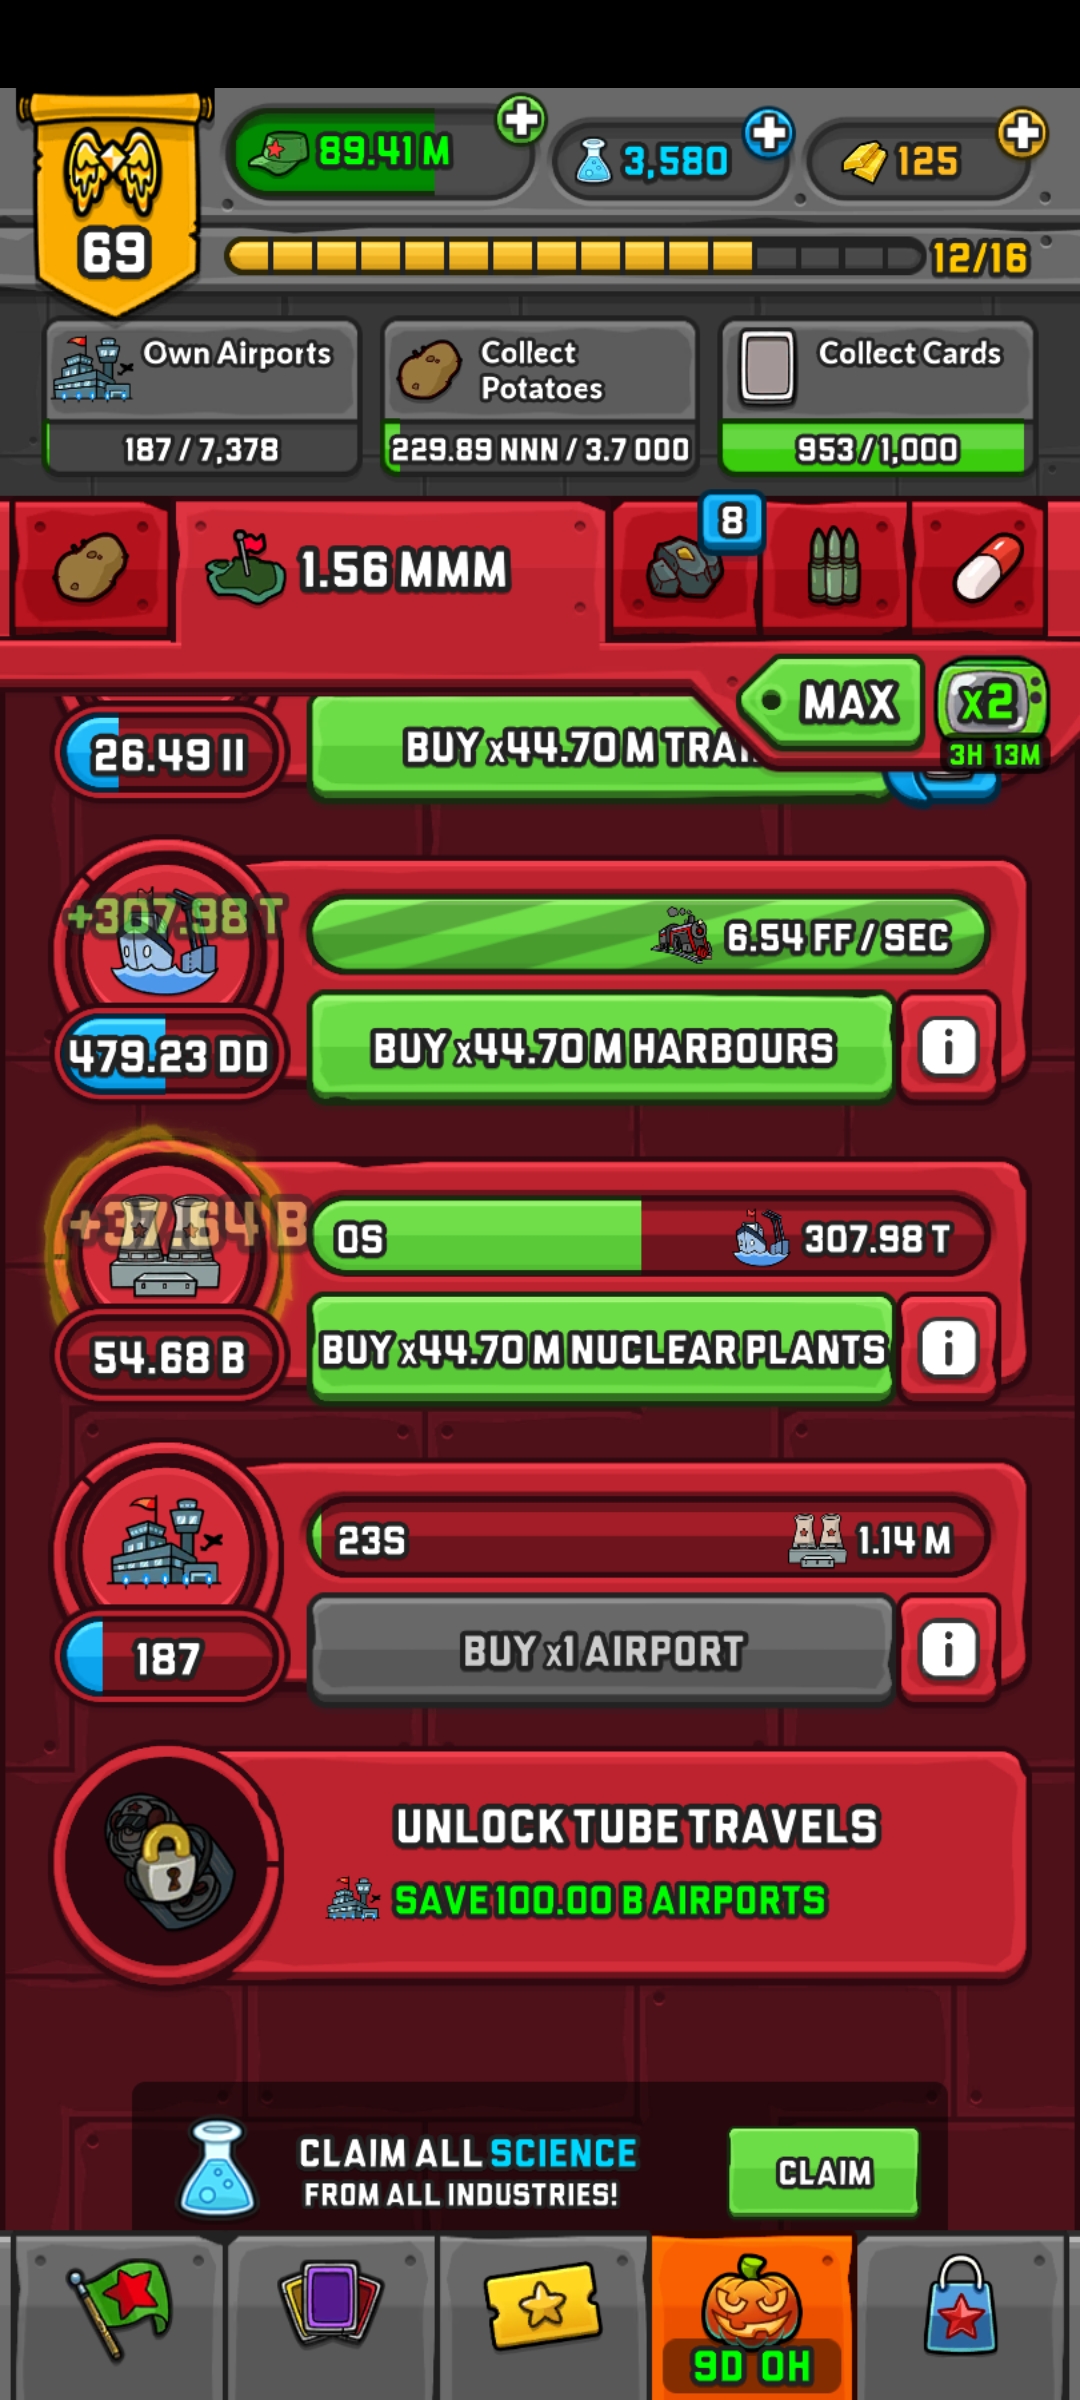 89.41 M
3,580
125
69
12/16
Own Airports
187 / 7,378
Collect
Potatoes
229.89 NNN / 3.7 OOO
Collect Cards
953 / 1,000
1.56 MMM
8
MAX
x2
3H 13M
26.49 II
BUY x44.70 M TRAI
+307.98 T
6.54 FF / SEC
479.23 DD
BUY x44.70 M HARBOURS
i
+37.64 B
0S
307.98 T
54.68 B
BUY x44.70 M NUCLEAR PLANTS
i
23S
1.14 M
187
BUY x1 AIRPORT
i
UNLOCK TUBE TRAVELS
SAVE 100.00 B AIRPORTS
CLAIM ALL SCIENCE
FROM ALL INDUSTRIES!
CLAIM
9D 0H